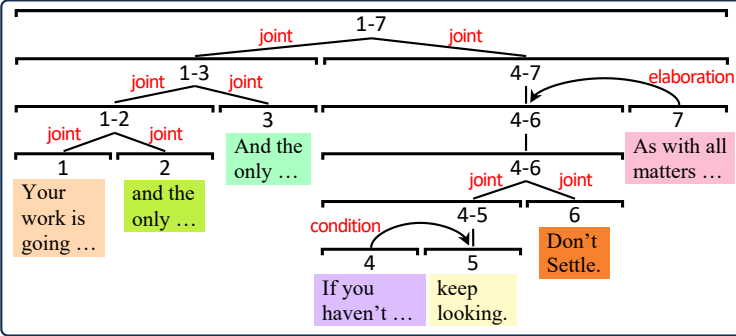 1-7
joint
joint
1-3
4-7
joint
joint
elaboration
1-2
3
4-6
7
joint
joint
And the
only …
As with all
matters …
1
2
4-6
Your
work is
going …
and the
only …
joint
joint
4-5
6
condition
Don’t
Settle.
4
5
If you
haven’t …
keep
looking.